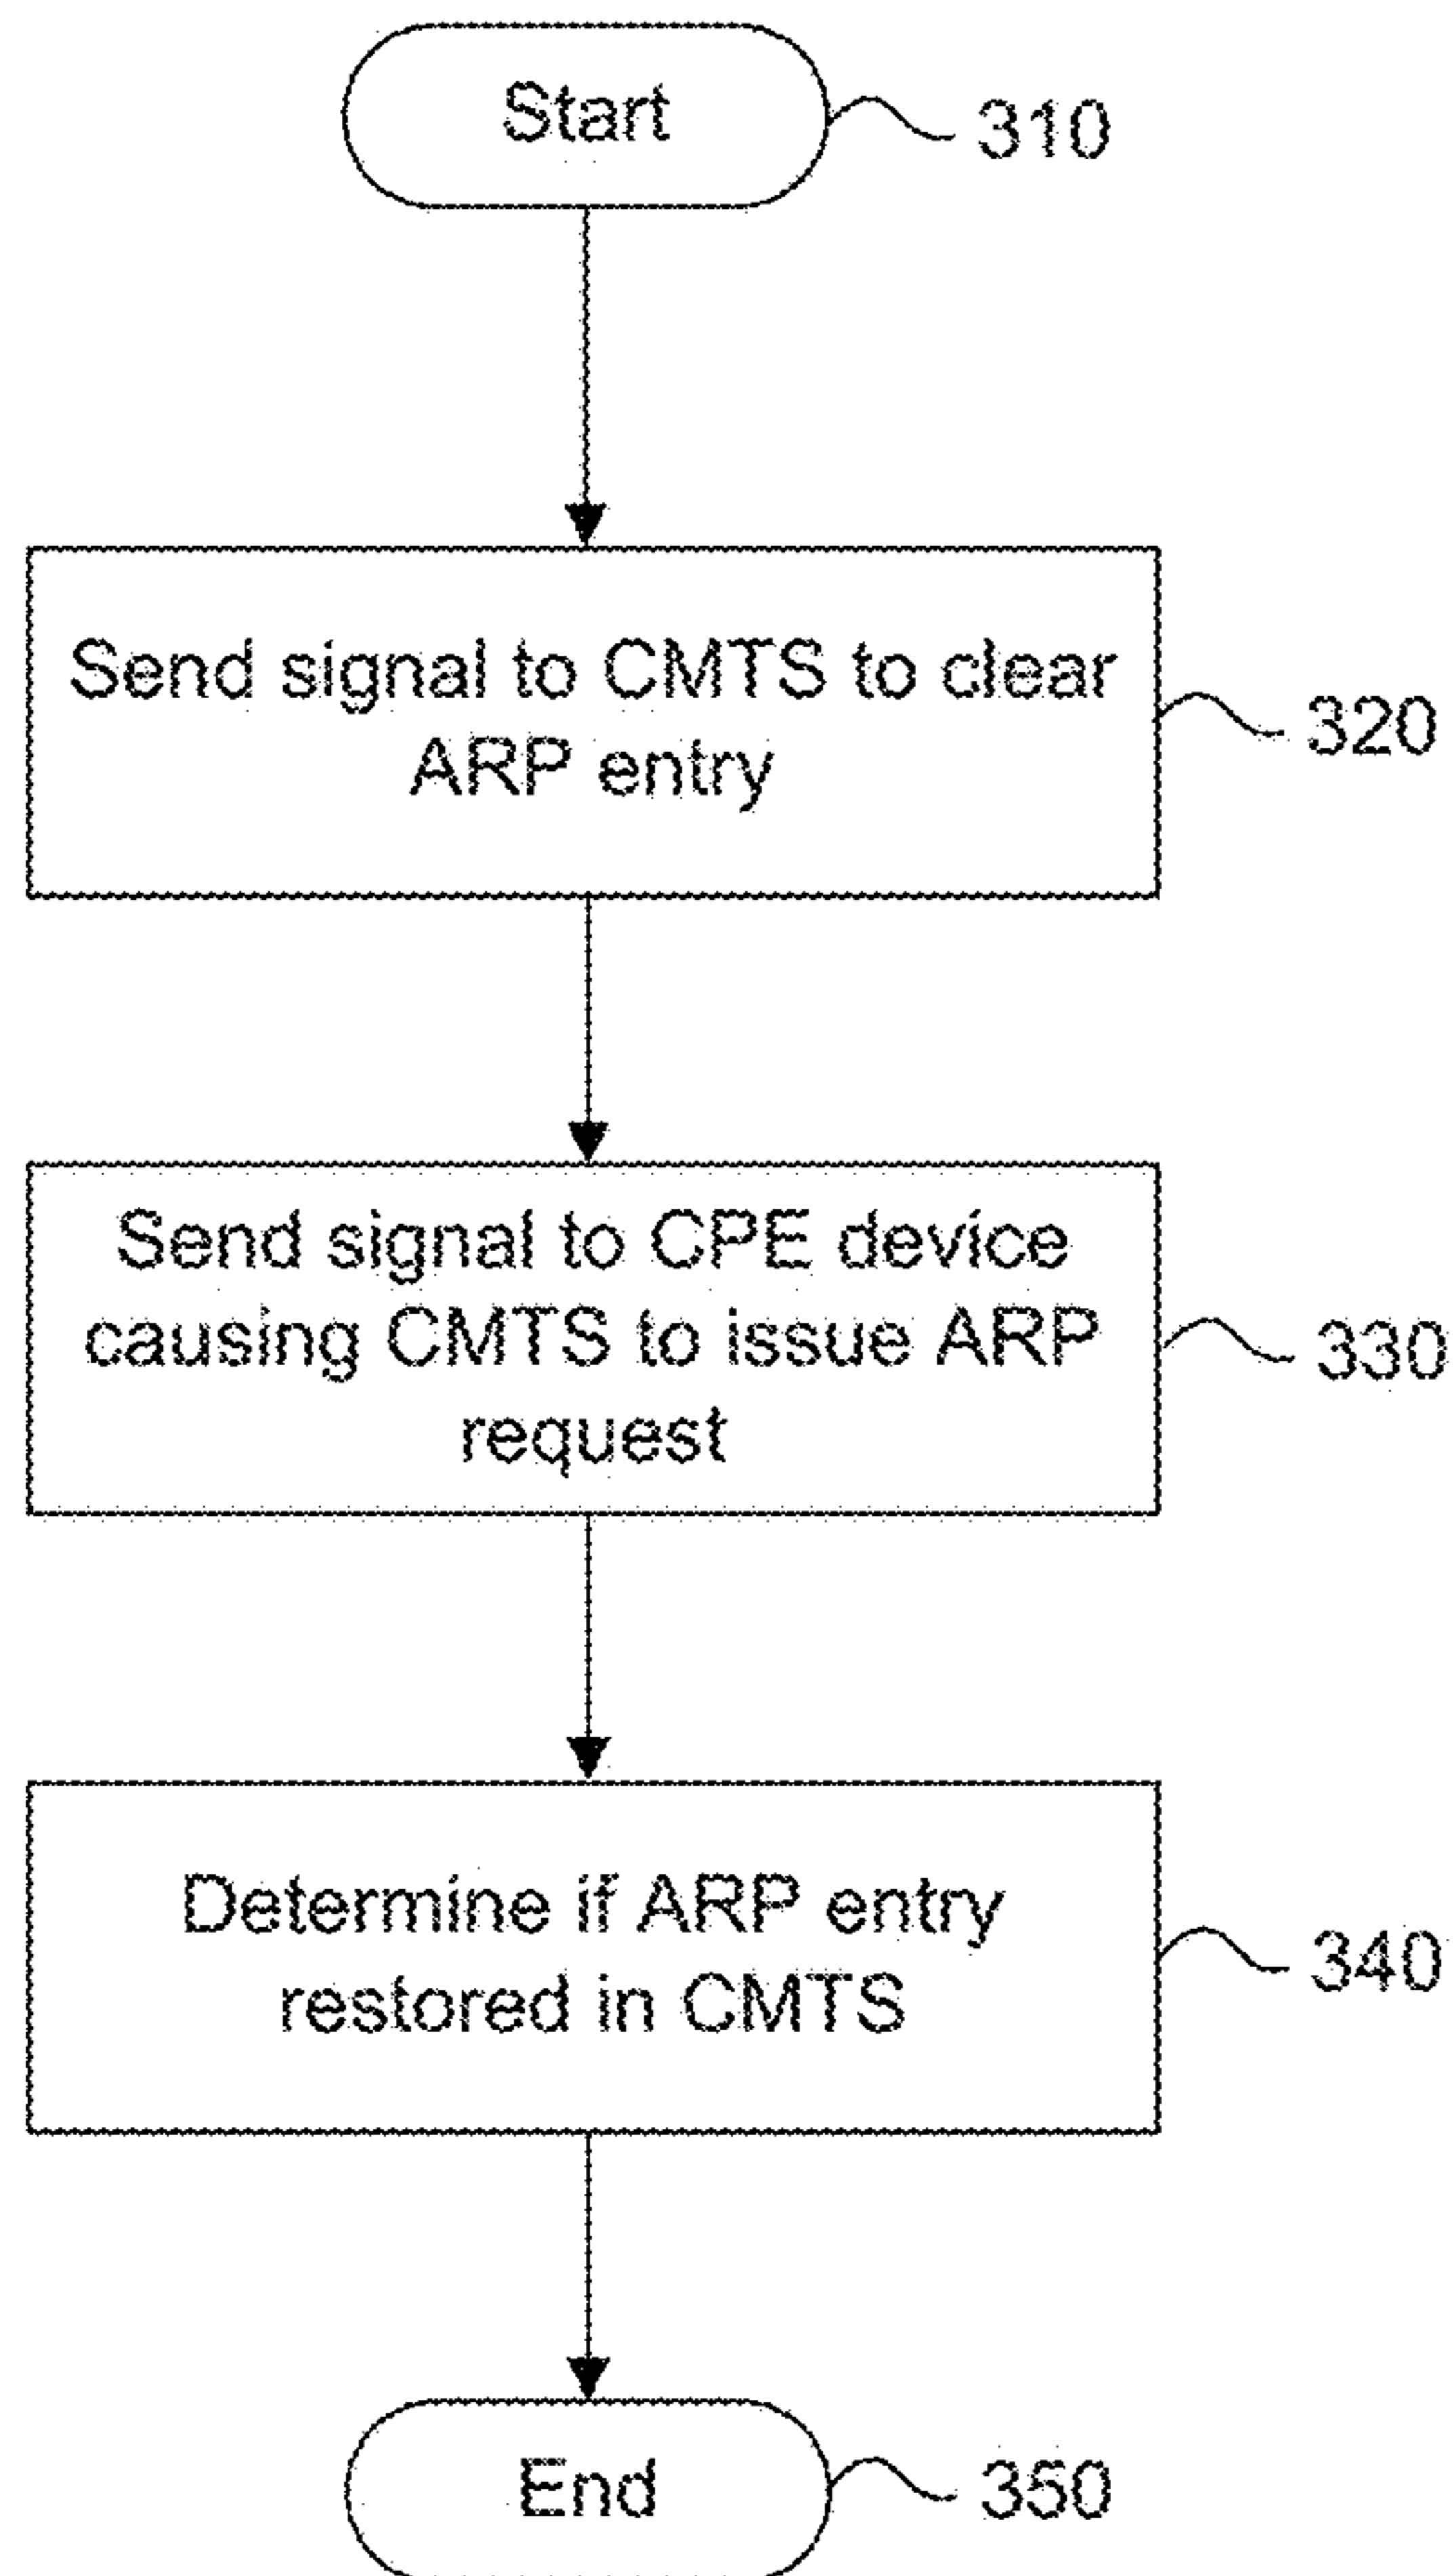 Start
310
Send signal to CMTS to clear
ARP entry
320
Send signal to CPE device
causing CMTS to issue ARP
request
330
Determine if ARP entry
restored in CMTS
340
End
350